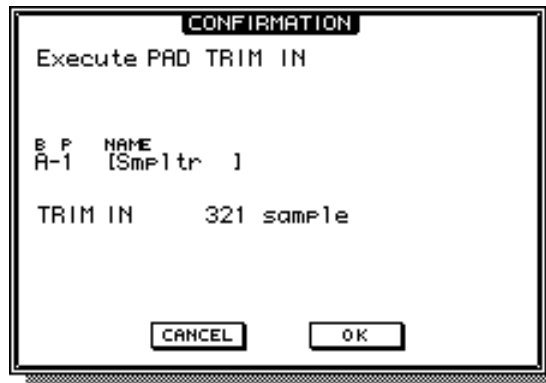 CONFIRMATION
Execute PAD TRIM IN
B P NAME
A-1 [Smpltr ]
TRIM IN 321 sample
CANCEL OK